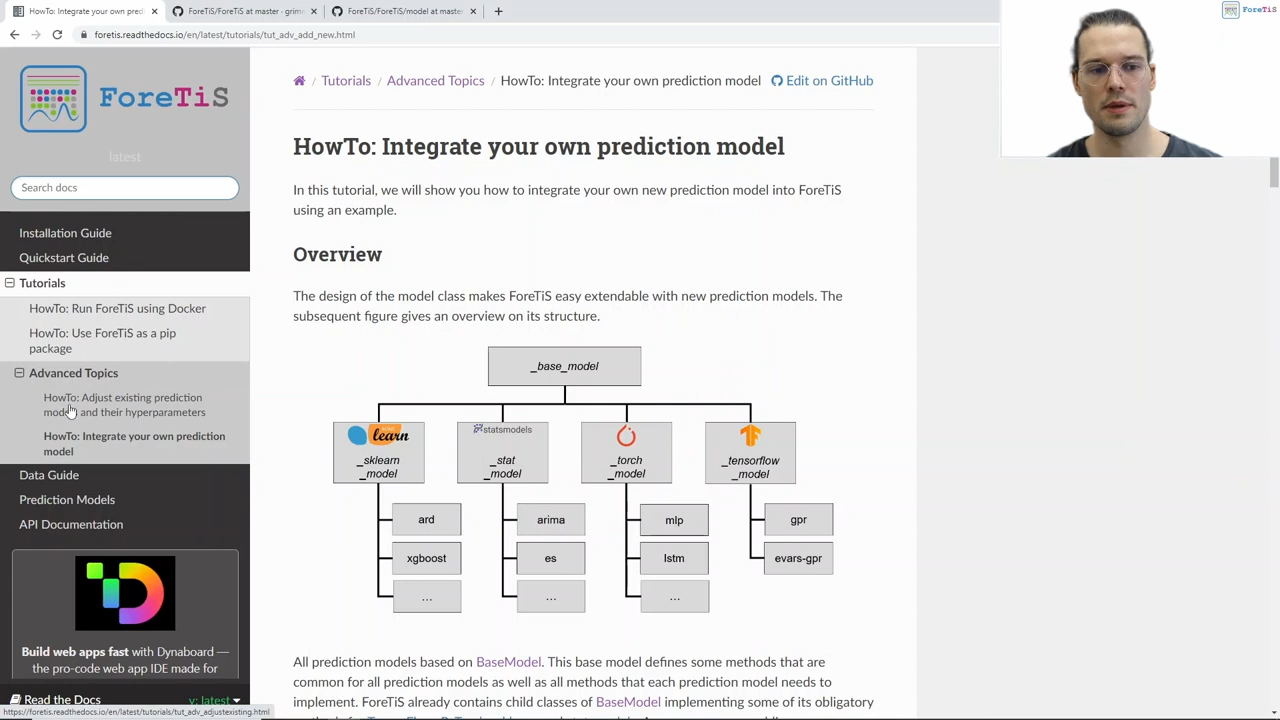 HowTo: Integrate your own predi
ForeTiS/ForeTiS at master · grim
ForeTiS/ForeTiS/model at master
foretis.readthedocs.io/en/latest/tutorials/tut_adv_add_new.html
ForeTiS
ForeTiS
latest
Search docs
Installation Guide
Quickstart Guide
Tutorials
HowTo: Run ForeTiS using Docker
HowTo: Use ForeTiS as a pip
package
Advanced Topics
HowTo: Adjust existing prediction
models and their hyperparameters
HowTo: Integrate your own prediction
model
Data Guide
Prediction Models
API Documentation
Build web apps fast with Dynaboard —
the pro-code web app IDE made for
Read the Docs
v: latest
https://foretis.readthedocs.io/en/latest/tutorials/tut_adv_adjustexisting.html
Tutorials / Advanced Topics / HowTo: Integrate your own prediction model
Edit on GitHub
HowTo: Integrate your own prediction model
In this tutorial, we will show you how to integrate your own new prediction model into ForeTiS
using an example.
Overview
The design of the model class makes ForeTiS easy extendable with new prediction models. The
subsequent figure gives an overview on its structure.
_base_model
learn
_sklearn
_model
statsmodels
_stat
_model
_torch
_model
_tensorflow
_model
ard
arima
mlp
gpr
xgboost
es
lstm
evars-gpr
...
...
...
All prediction models based on BaseModel. This base model defines some methods that are
common for all prediction models as well as all methods that each prediction model needs to
implement. ForeTiS already contains child classes of BaseModel implementing some of its obligatory